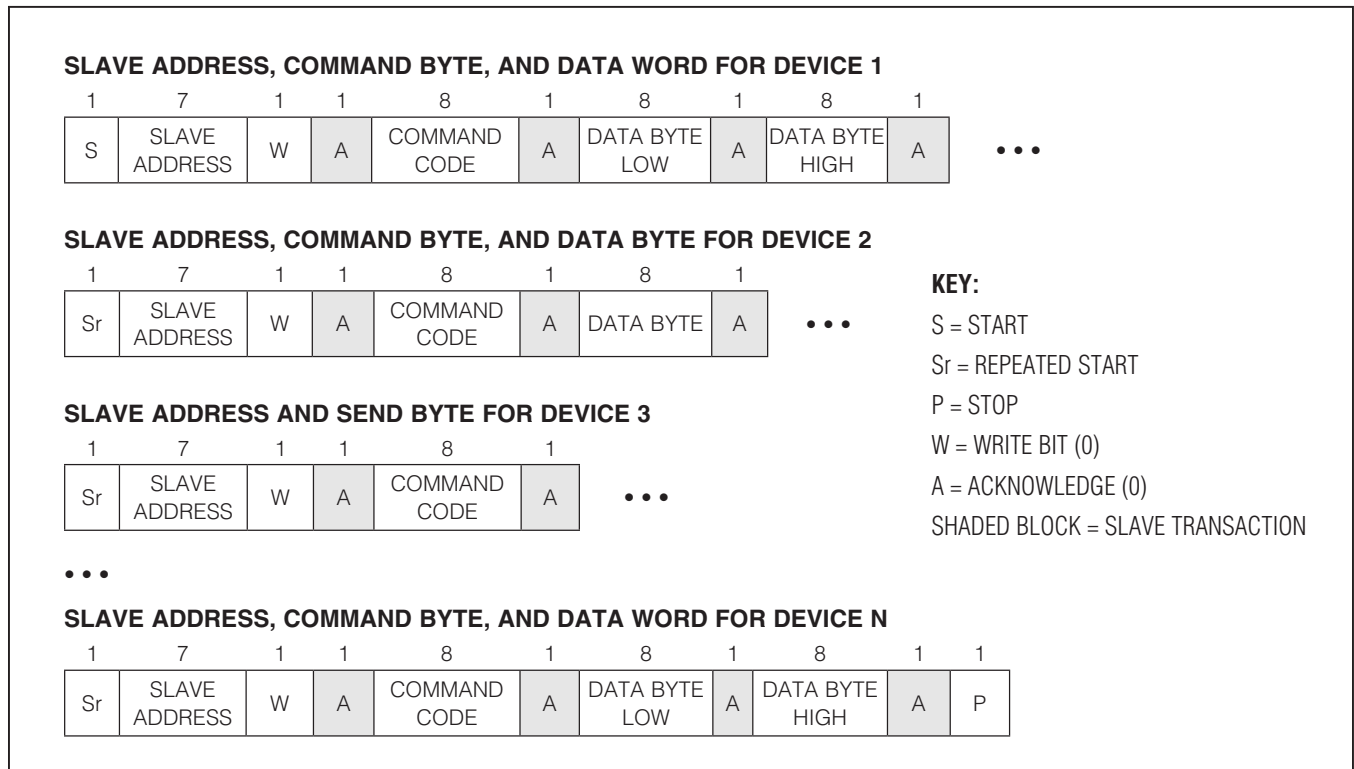 SLAVE ADDRESS, COMMAND BYTE, AND DATA WORD FOR DEVICE 1
1 7 1 1 8 1 8 1 8 1
S SLAVE ADDRESS W A COMMAND CODE A DATA BYTE LOW A DATA BYTE HIGH A •••
SLAVE ADDRESS, COMMAND BYTE, AND DATA BYTE FOR DEVICE 2
1 7 1 1 8 1 8 1
Sr SLAVE ADDRESS W A COMMAND CODE A DATA BYTE A •••
SLAVE ADDRESS AND SEND BYTE FOR DEVICE 3
1 7 1 1 8 1
Sr SLAVE ADDRESS W A COMMAND CODE A •••
•••
SLAVE ADDRESS, COMMAND BYTE, AND DATA WORD FOR DEVICE N
1 7 1 1 8 1 8 1 8 1 1
Sr SLAVE ADDRESS W A COMMAND CODE A DATA BYTE LOW A DATA BYTE HIGH A P
KEY:
S = START
Sr = REPEATED START
P = STOP
W = WRITE BIT (0)
A = ACKNOWLEDGE (0)
SHADED BLOCK = SLAVE TRANSACTION